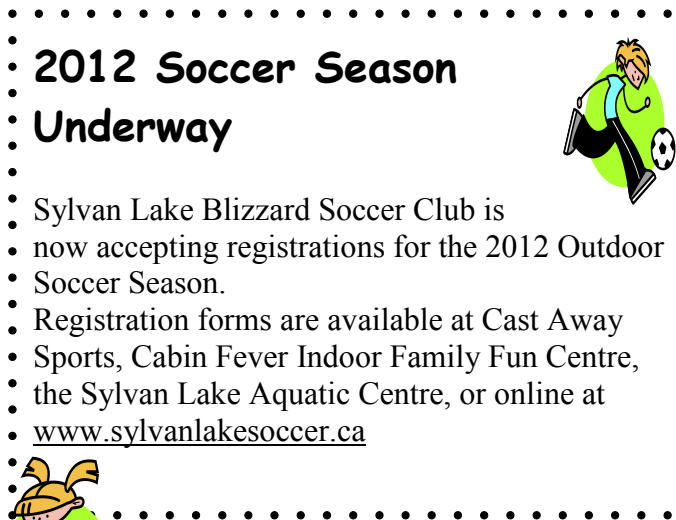 2012 Soccer Season
Underway
Sylvan Lake Blizzard Soccer Club is
now accepting registrations for the 2012 Outdoor
Soccer Season.
Registration forms are available at Cast Away
Sports, Cabin Fever Indoor Family Fun Centre,
the Sylvan Lake Aquatic Centre, or online at
www.sylvanlakesoccer.ca